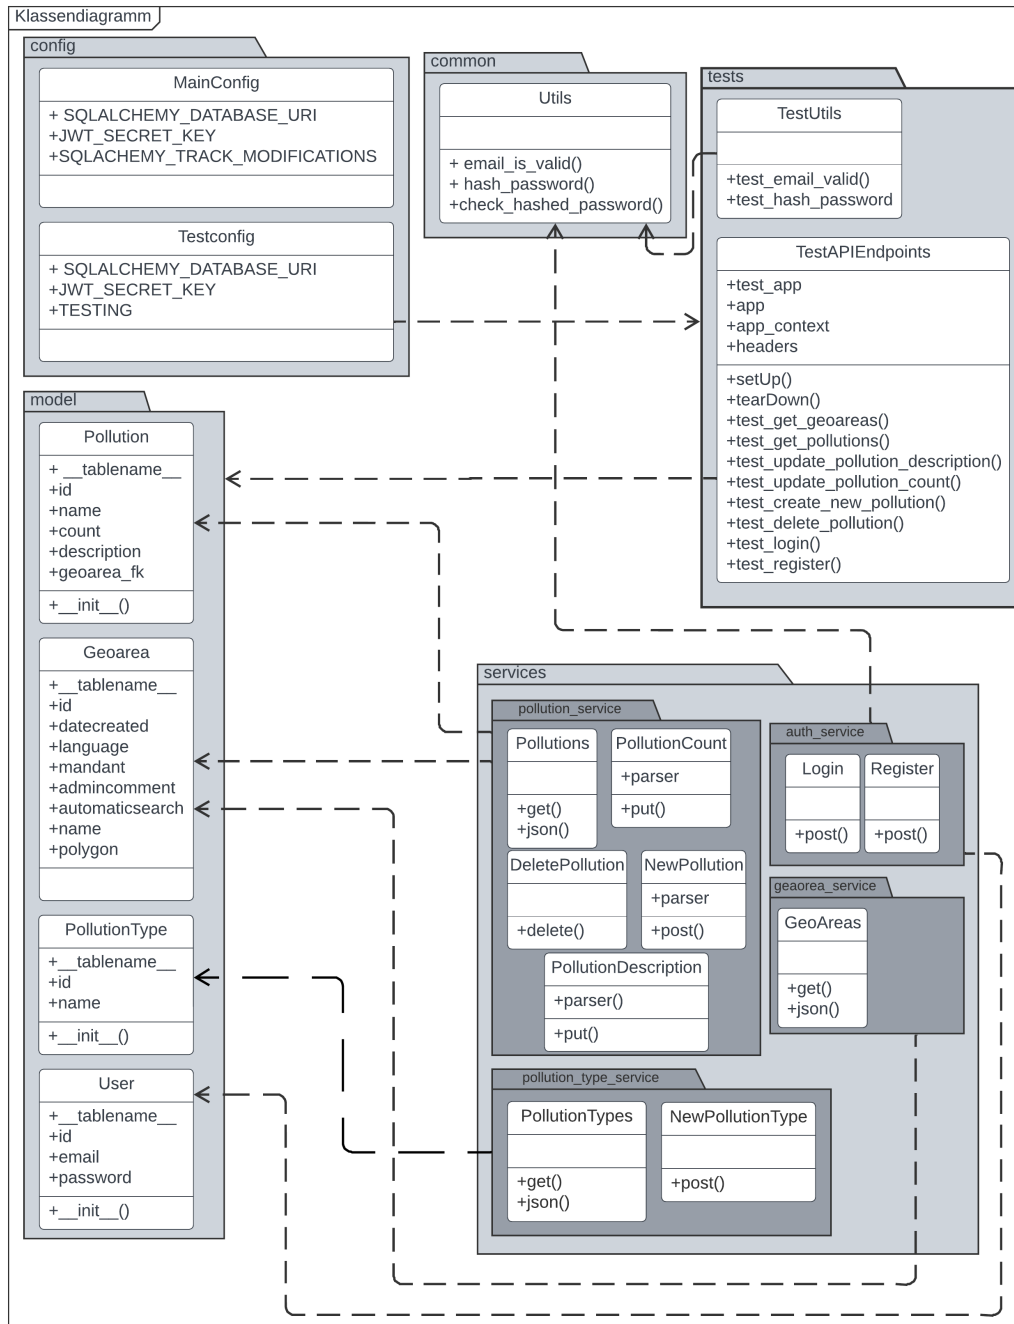 Klassendiagramm
config
MainConfig
+ SQLALCHEMY_DATABASE_URI
+JWT_SECRET_KEY
+SQLACHEMY_TRACK_MODIFICATIONS
Testconfig
+ SQLALCHEMY_DATABASE_URI
+JWT_SECRET_KEY
+TESTING
common
Utils
+ email_is_valid()
+ hash_password()
+check_hashed_password()
tests
TestUtils
+test_email_valid()
+test_hash_password
TestAPIEndpoints
+test_app
+app
+app_context
+headers
+setUp()
+tearDown()
+test_get_geoareas()
+test_get_pollutions()
+test_update_pollution_description()
+test_update_pollution_count()
+test_create_new_pollution()
+test_delete_pollution()
+test_login()
+test_register()
model
Pollution
+ __tablename__
+id
+name
+count
+description
+geoarea_fk
+__init__()
Geoarea
+__tablename__
+id
+datecreated
+language
+mandant
+admincomment
+automaticsearch
+name
+polygon
PollutionType
+__tablename__
+id
+name
+__init__()
User
+__tablename__
+id
+email
+password
+__init__()
services
pollution_service
Pollutions
+get()
+json()
PollutionCount
+parser
+put()
DeletePollution
+delete()
NewPollution
+parser
+post()
PollutionDescription
+parser()
+put()
auth_service
Login
+post()
Register
+post()
geaorea_service
GeoAreas
+get()
+json()
pollution_type_service
PollutionTypes
+get()
+json()
NewPollutionType
+post()